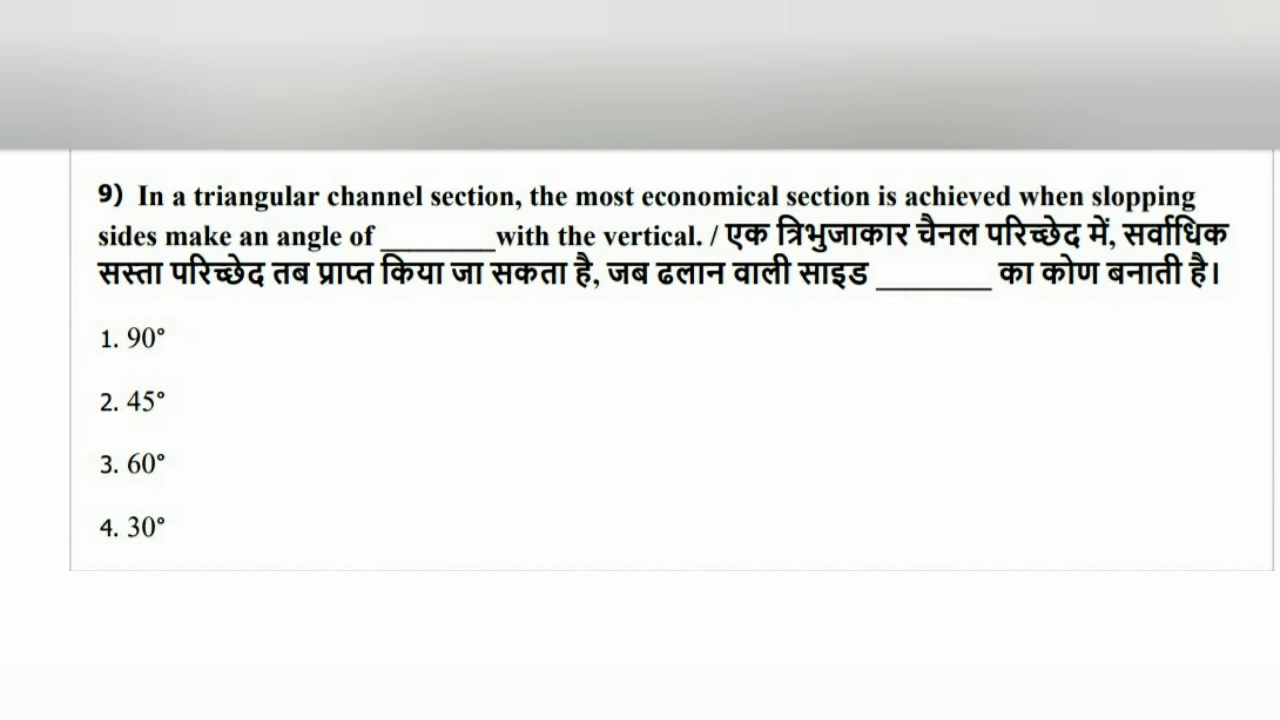 9) In a triangular channel section, the most economical section is achieved when slopping
sides make an angle of ________with the vertical. / एक त्रिभुजाकार चैनल परिच्छेद में, सर्वाधिक
सस्ता परिच्छेद तब प्राप्त किया जा सकता है, जब ढलान वाली साइड ________ का कोण बनाती है।
1. 90°
2. 45°
3. 60°
4. 30°